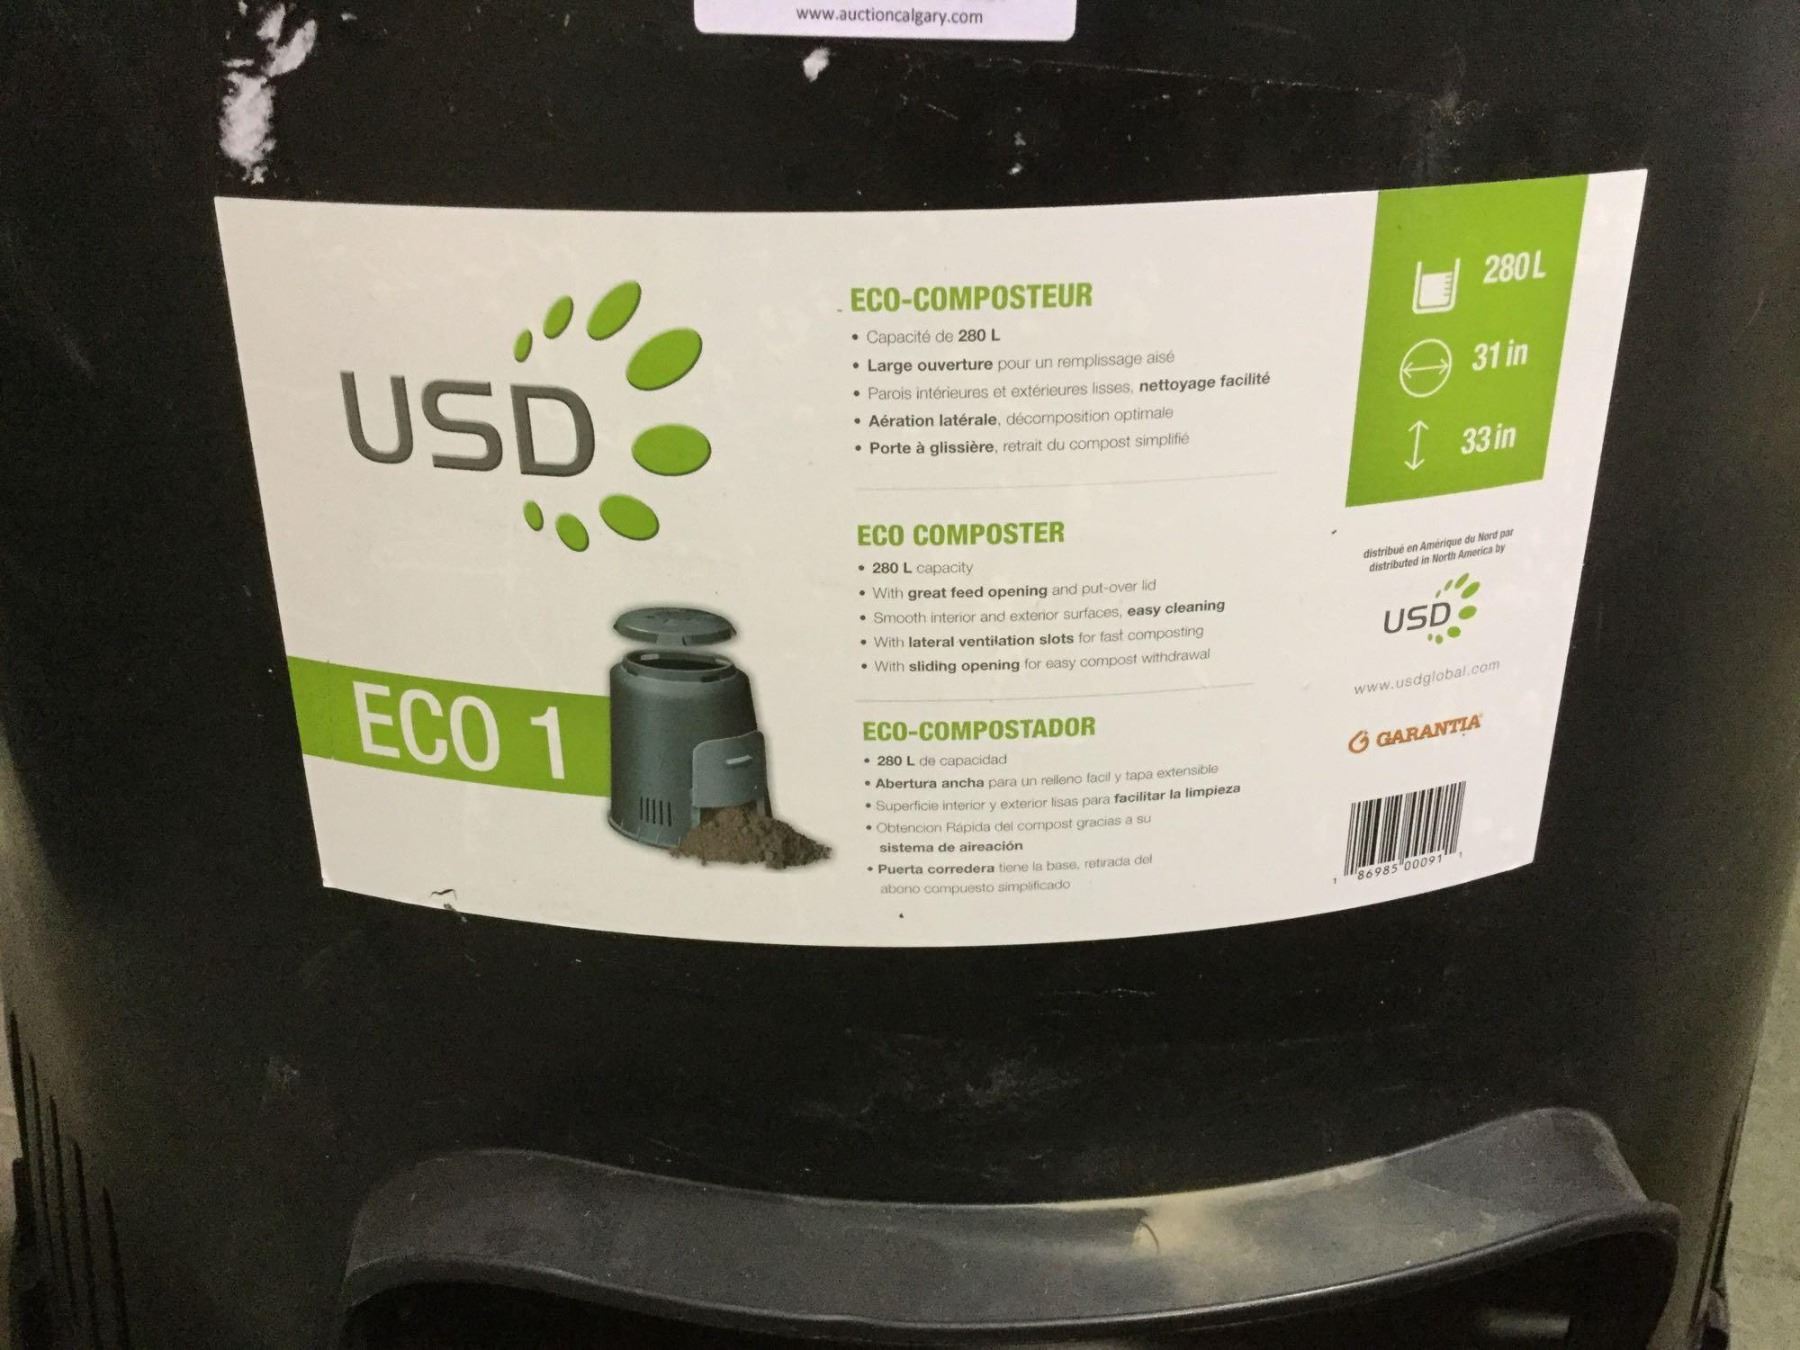 www.auctioncalgary.com
USD
ECO 1
ECO-COMPOSTEUR
• Capacité de 280 L
• Large ouverture pour un remplissage aisé
• Parois intérieures et extérieures lisses, nettoyage facilité
• Aération latérale, décomposition optimale
• Porte à glissière, retrait du compost simplifié
ECO COMPOSTER
• 280 L capacity
• With great feed opening and put-over lid
• Smooth interior and exterior surfaces, easy cleaning
• With lateral ventilation slots for fast composting
• With sliding opening for easy compost withdrawal
ECO-COMPOSTADOR
• 280 L de capacidad
• Abertura ancha para un relleno facil y tapa extensible
• Superficie interior y exterior lisas para facilitar la limpieza
• Obtencion Rápida del compost gracias a su
sistema de aireación
• Puerta corredera tiene la base, retirada del
abono compuesto simplificado
280 L
31 in
33 in
distribué en Amérique du Nord par
distributed in North America by
USD
www.usdglobal.com
G GARANTIA
1 86985 00091 1